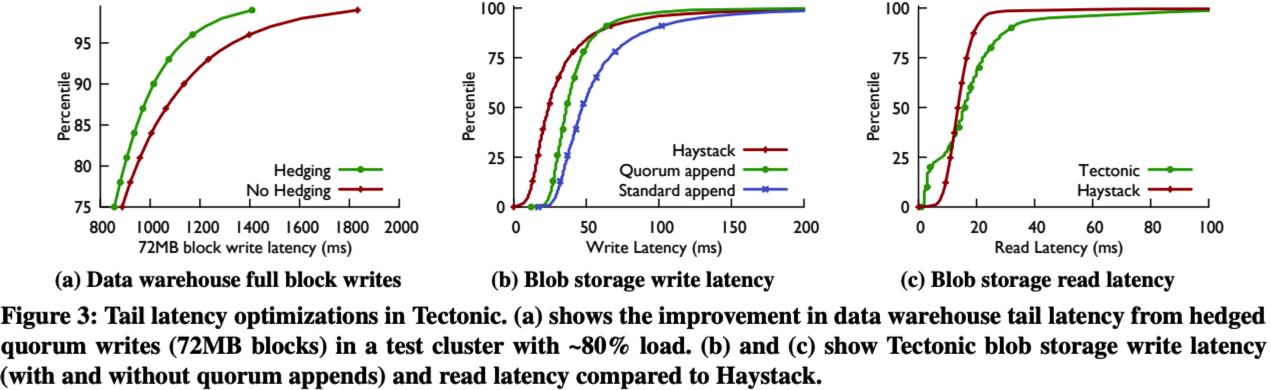 Percentile
95
90
85
80
75
800 1000 1200 1400 1600 1800 2000
72MB block write latency (ms)
Hedging
No Hedging
(a) Data warehouse full block writes
Percentile
100
75
50
25
0
0 50 100 150 200
Write Latency (ms)
Haystack
Quorum append
Standard append
(b) Blob storage write latency
Percentile
100
75
50
25
0
0 20 40 60 80 100
Read Latency (ms)
Tectonic
Haystack
(c) Blob storage read latency
Figure 3: Tail latency optimizations in Tectonic. (a) shows the improvement in data warehouse tail latency from hedged
quorum writes (72MB blocks) in a test cluster with ~80% load. (b) and (c) show Tectonic blob storage write latency
(with and without quorum appends) and read latency compared to Haystack.